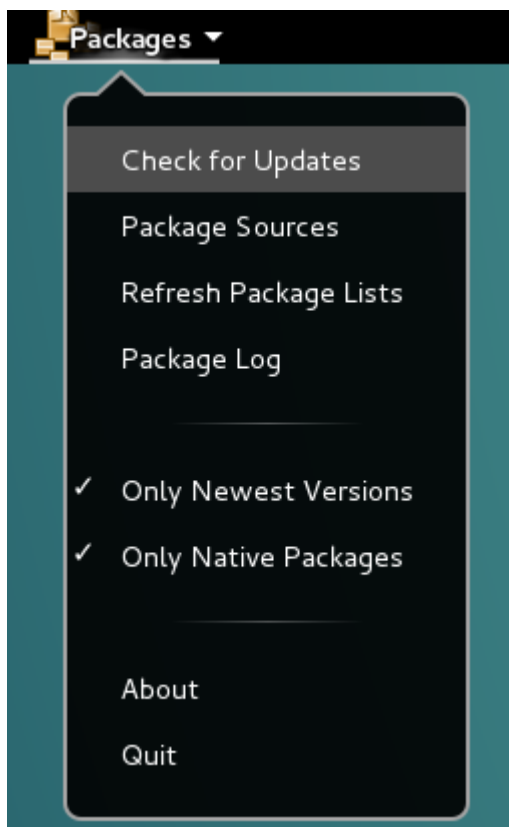 Packages
Check for Updates
Package Sources
Refresh Package Lists
Package Log
Only Newest Versions
Only Native Packages
About
Quit